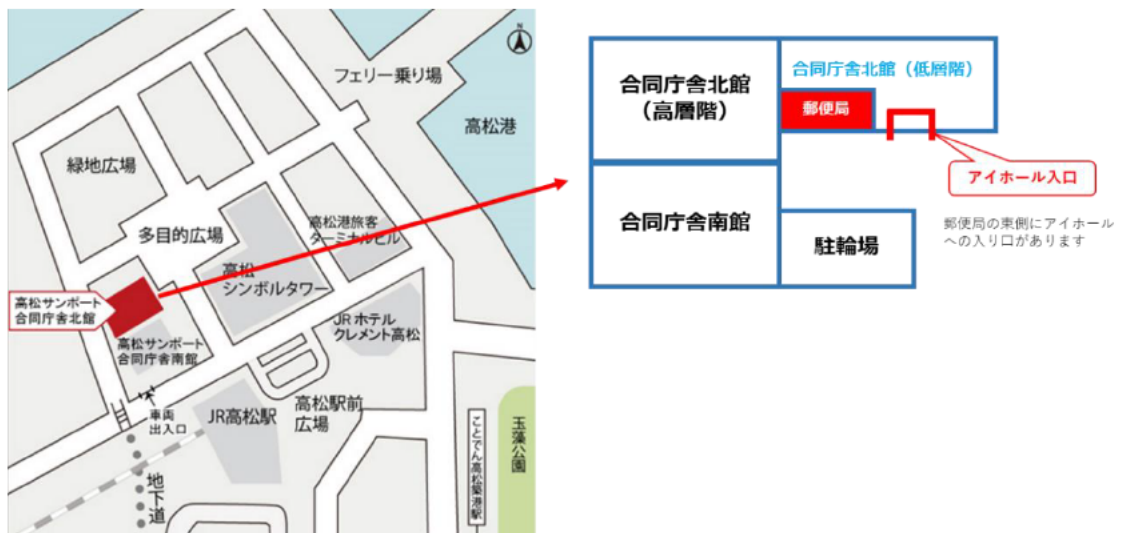 N
フェリー乗り場
高松港
緑地広場
多目的広場
高松港旅客
ターミナルビル
高松
シンボルタワー
高松サンポート
合同庁舎北館
高松サンポート
合同庁舎南館
JRホテル
クレメント高松
車両
出入口
JR高松駅
高松駅前
広場
地下道
ことでん高松築港駅
玉藻公園
合同庁舎北館
（高層階）
合同庁舎北館（低層階）
郵便局
アイホール入口
合同庁舎南館
駐輪場
郵便局の東側にアイホール
への入り口があります